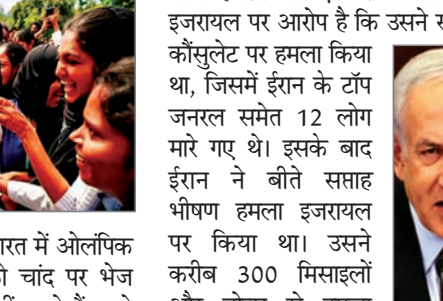 इजरायल पर आरोप है कि उसने
कौंसुलेट पर हमला किया
था, जिसमें ईरान के टॉप
जनरल समेत 12 लोग
मारे गए थे। इसके बाद
ईरान ने बीते सप्ताह
भीषण हमला इजरायल
पर किया था। उसने
करीब 300 मिसाइलों
में ओलंपिक
चांद पर भेज